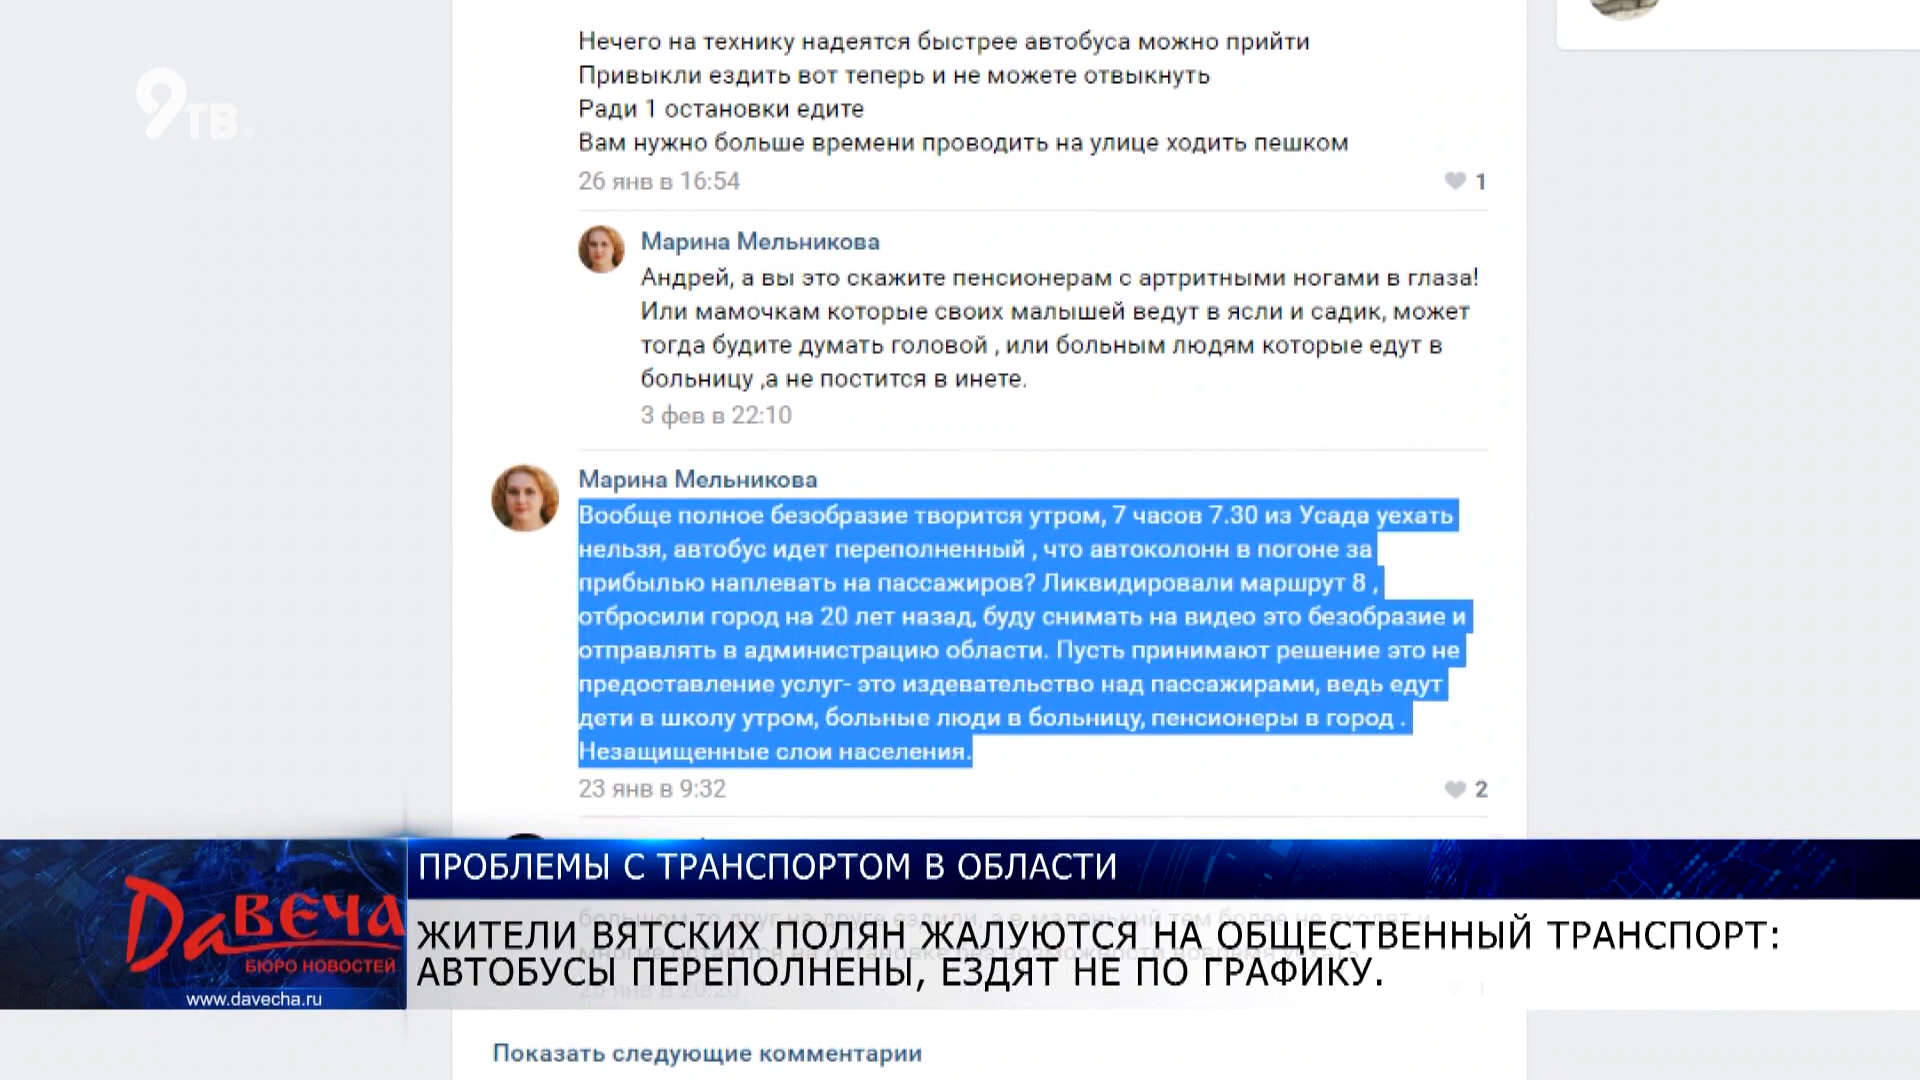 Нечего на технику надеятся быстрее автобуса можно прийти
Привыкли ездить вот теперь и не можете отвыкнуть
Ради 1 остановки едите
Вам нужно больше времени проводить на улице ходить пешком
26 янв в 16:54
1
9ТВ.
Марина Мельникова
Андрей, а вы это скажите пенсионерам с артритными ногами в глаза!
Или мамочкам которые своих малышей ведут в ясли и садик, может
тогда будите думать головой , или больным людям которые едут в
больницу ,а не постится в инете.
3 фев в 22:10
Марина Мельникова
Вообще полное безобразие творится утром, 7 часов 7.30 из Усада уехать
нельзя, автобус идет переполненный , что автоколонн в погоне за
прибылью наплевать на пассажиров? Ликвидировали маршрут 8 ,
отбросили город на 20 лет назад, буду снимать на видео это безобразие и
отправлять в администрацию области. Пусть принимают решение это не
предоставление услуг- это издевательство над пассажирами, ведь едут
дети в школу утром, больные люди в больницу, пенсионеры в город .
Незащищенные слои населения.
23 янв в 9:32
2
ПРОБЛЕМЫ С ТРАНСПОРТОМ В ОБЛАСТИ
ДаВЕЧА
БЮРО НОВОСТЕЙ
www.davecha.ru
ЖИТЕЛИ ВЯТСКИХ ПОЛЯН ЖАЛУЮТСЯ НА ОБЩЕСТВЕННЫЙ ТРАНСПОРТ:
АВТОБУСЫ ПЕРЕПОЛНЕНЫ, ЕЗДЯТ НЕ ПО ГРАФИКУ.
Показать следующие комментарии